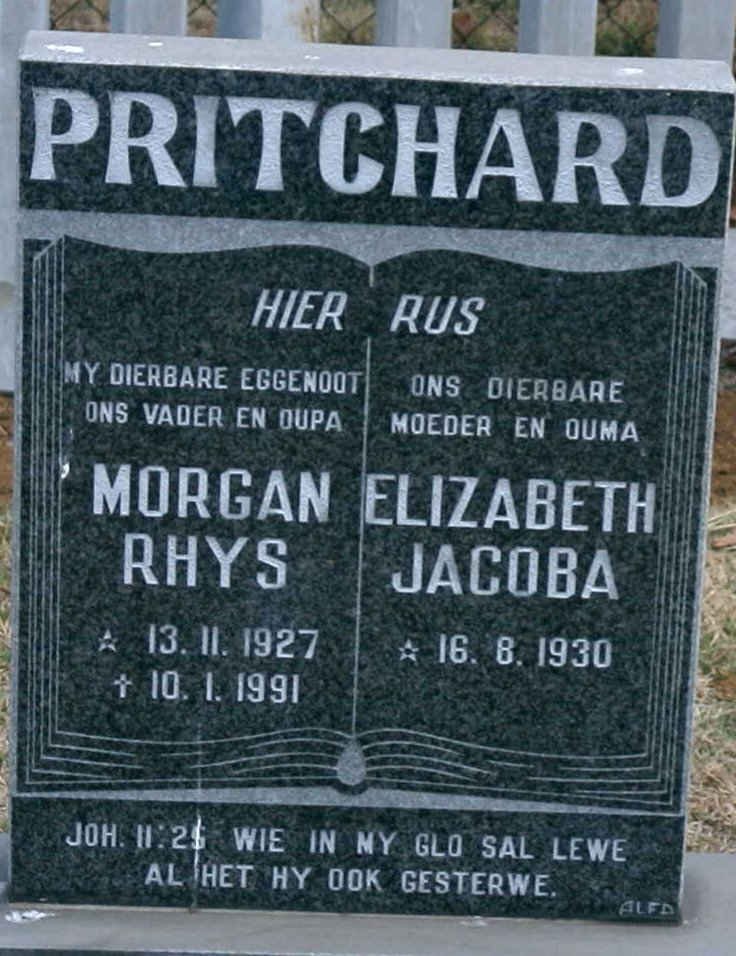 PRITCHARD
HIER RUS
MY DIERBARE EGGENOOT
ONS VADER EN OUPA
MORGAN
RHYS
☆ 13.11.1927
✝ 10.1.1991
ONS DIERBARE
MOEDER EN OUMA
ELIZABETH
JACOBA
☆ 16.8.1930
JOH. 11:25 WIE IN MY GLO SAL LEWE
AL HET HY OOK GESTERWE.
ALFD